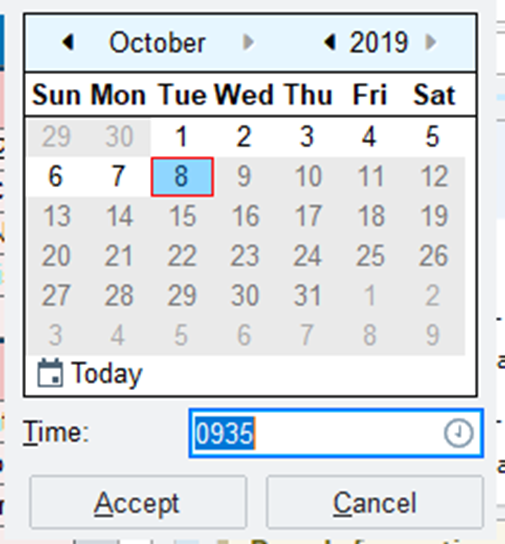 October 2019
Sun Mon Tue Wed Thu Fri Sat
29 30 1 2 3 4 5
6 7 8 9 10 11 12
13 14 15 16 17 18 19
20 21 22 23 24 25 26
27 28 29 30 31 1 2
3 4 5 6 7 8 9
Today
Time: 0935
Accept Cancel